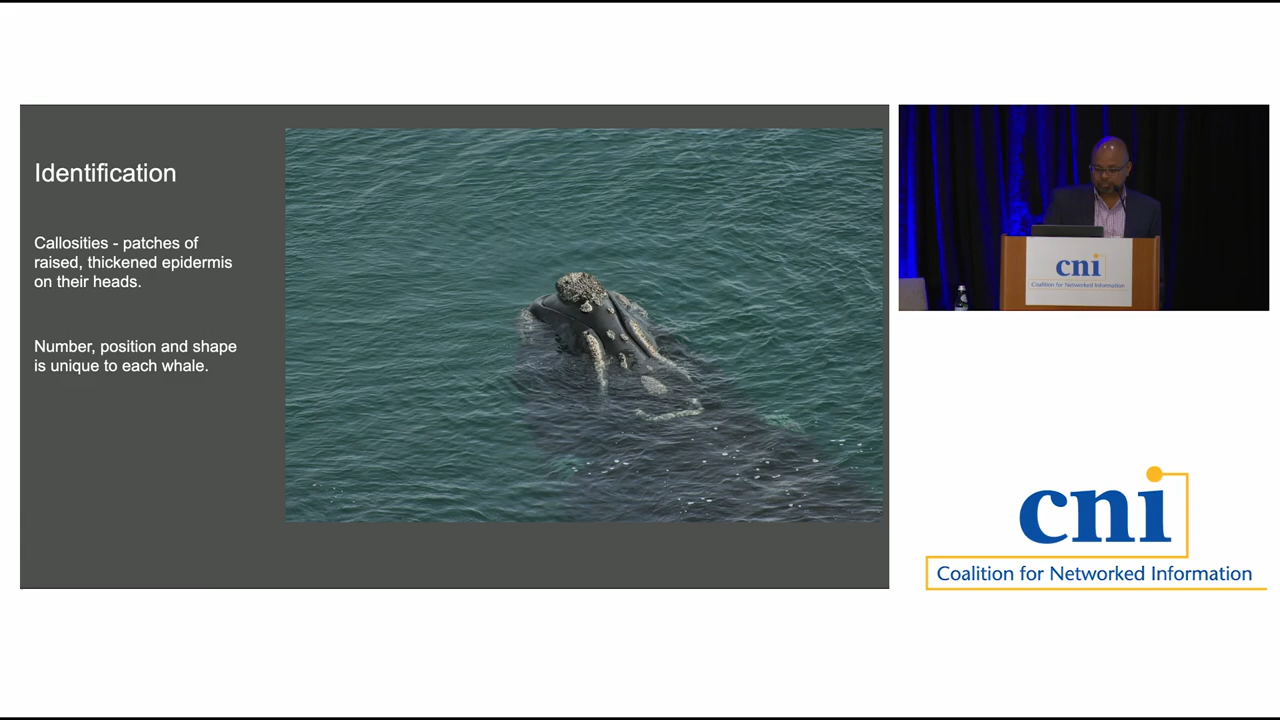 Identification
Callosities - patches of
raised, thickened epidermis
on their heads.
Number, position and shape
is unique to each whale.
cni
Coalition for Networked Information
cni
Coalition for Networked Information